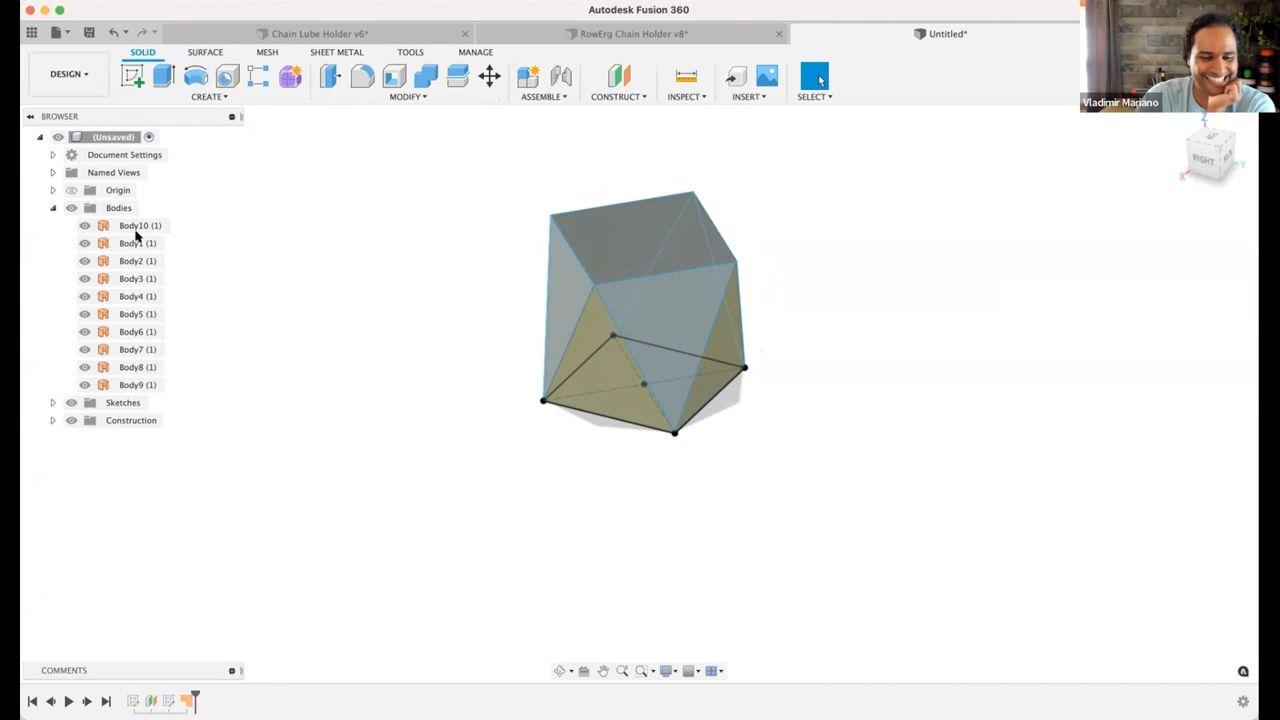 Autodesk Fusion 360
Chain Lube Holder v6*
RowErg Chain Holder v8*
Untitled*
DESIGN
SOLID
SURFACE
MESH
SHEET METAL
TOOLS
MANAGE
CREATE
MODIFY
ASSEMBLE
CONSTRUCT
INSPECT
INSERT
SELECT
Vladimir Mariano
BROWSER
(Unsaved)
Document Settings
Named Views
Origin
Bodies
Body10 (1)
Body1 (1)
Body2 (1)
Body3 (1)
Body4 (1)
Body5 (1)
Body6 (1)
Body7 (1)
Body8 (1)
Body9 (1)
Sketches
Construction
Z
RIGHT
X
Y
COMMENTS